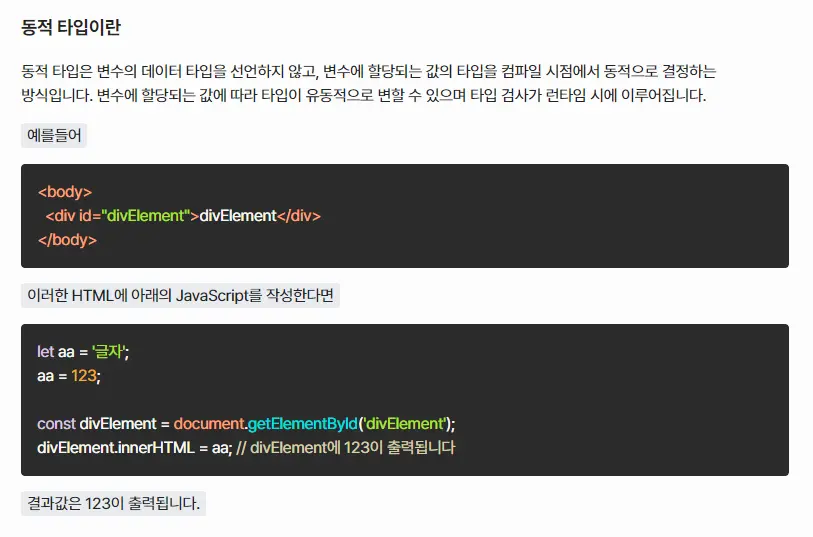 동적 타입이란
동적 타입은 변수의 데이터 타입을 선언하지 않고, 변수에 할당되는 값의 타입을 컴파일 시점에서 동적으로 결정하는
방식입니다. 변수에 할당되는 값에 따라 타입이 유동적으로 변할 수 있으며 타입 검사가 런타임 시에 이루어집니다.
예를들어
<body>
  <div id="divElement">divElement</div>
</body>
이러한 HTML에 아래의 JavaScript를 작성한다면
let aa = '글자';
aa = 123;
const divElement = document.getElementById('divElement');
divElement.innerHTML = aa; // divElement에 123이 출력됩니다
결과값은 123이 출력됩니다.